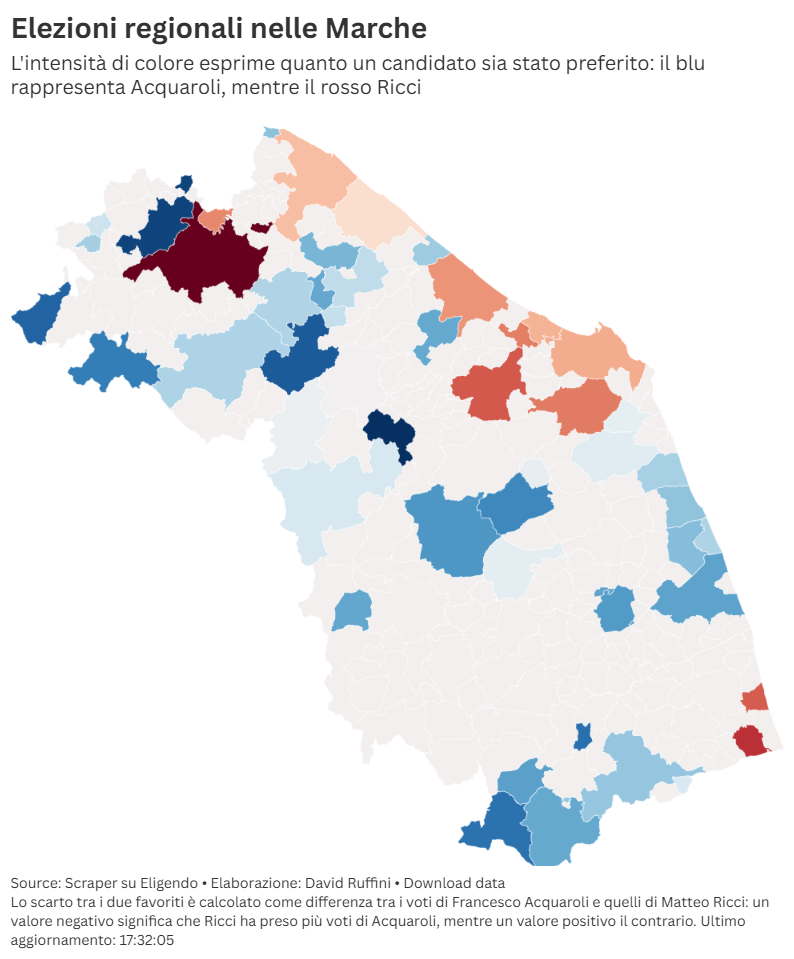 Elezioni regionali nelle Marche
L'intensità di colore esprime quanto un candidato sia stato preferito: il blu
rappresenta Acquaroli, mentre il rosso Ricci
Source: Scraper su Eligendo • Elaborazione: David Ruffini • Download data
Lo scarto tra i due favoriti è calcolato come differenza tra i voti di Francesco Acquaroli e quelli di Matteo Ricci: un
valore negativo significa che Ricci ha preso più voti di Acquaroli, mentre un valore positivo il contrario. Ultimo
aggiornamento: 17:32:05